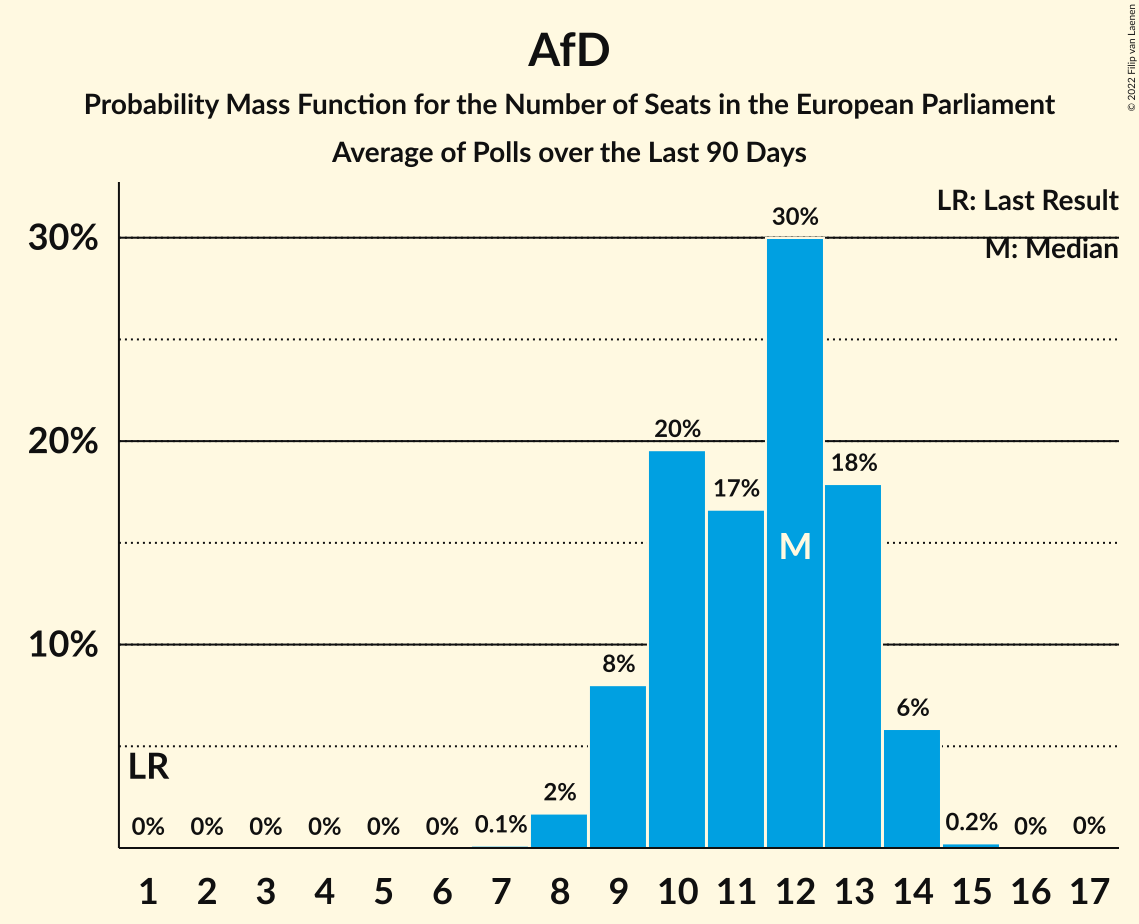 AfD
Probability Mass Function for the Number of Seats in the European Parliament
Average of Polls over the Last 90 Days
© 2022 Filip van Laenen
LR: Last Result
M: Median
30%
20%
10%
LR
0%
0%
0%
0%
0%
0%
0.1%
2%
8%
20%
17%
30%
M
18%
6%
0.2%
0%
0%
1 2 3 4 5 6 7 8 9 10 11 12 13 14 15 16 17